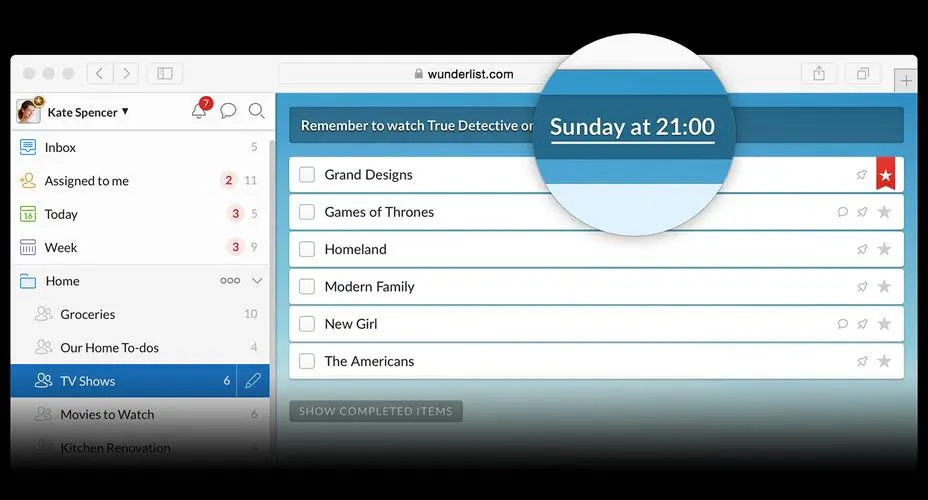 wunderlist.com
Kate Spencer
7
Inbox 5
Assigned to me 2 11
16 Today 3 5
Week 3 9
Home
Groceries 10
Our Home To-dos 4
TV Shows 6
Movies to Watch 6
Kitchen Renovation
Remember to watch True Detective on Sunday at 21:00
Grand Designs
Games of Thrones
Homeland
Modern Family
New Girl
The Americans
SHOW COMPLETED ITEMS